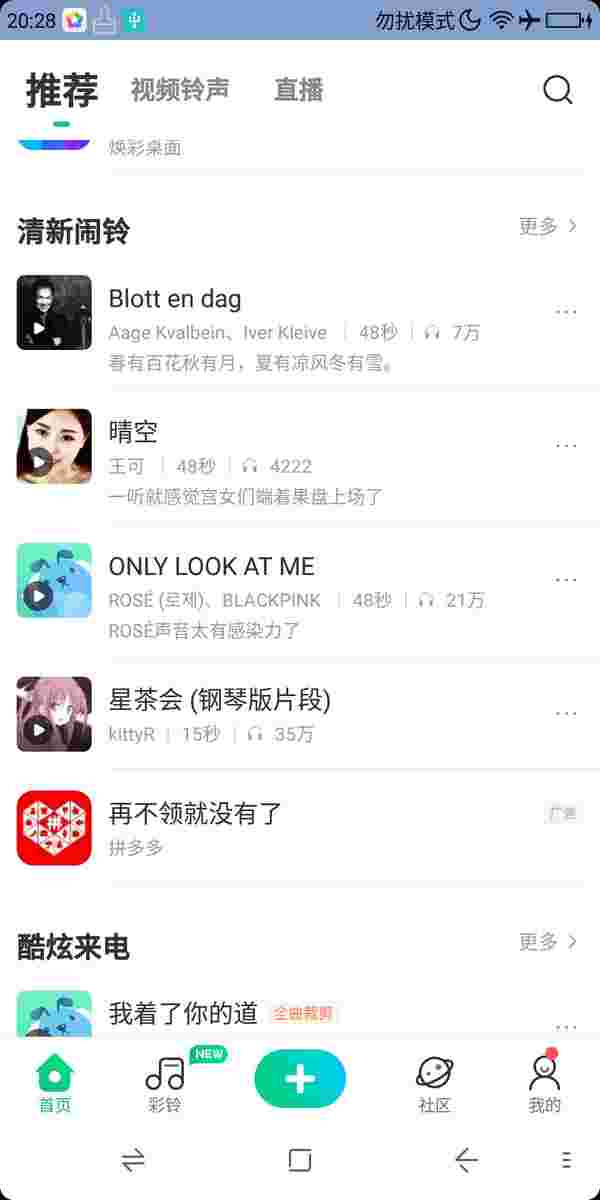 20:28 勿扰模式
推荐 视频铃声 直播
焕彩桌面
清新闹铃 更多
Blott en dag
Aage Kvalbein、Iver Kleive | 48秒 | 7万
春有百花秋有月，夏有凉风冬有雪。
晴空
王可 | 48秒 | 4222
一听就感觉宫女们端着果盘上场了
ONLY LOOK AT ME
ROSÉ (로제)、BLACKPINK | 48秒 | 21万
ROSÉ声音太有感染力了
星茶会 (钢琴版片段)
kittyR | 15秒 | 35万
再不领就没有了 广告
拼
拼多多
酷炫来电 更多
我着了你的道 全曲裁剪
NEW
首页 彩铃 社区 我的